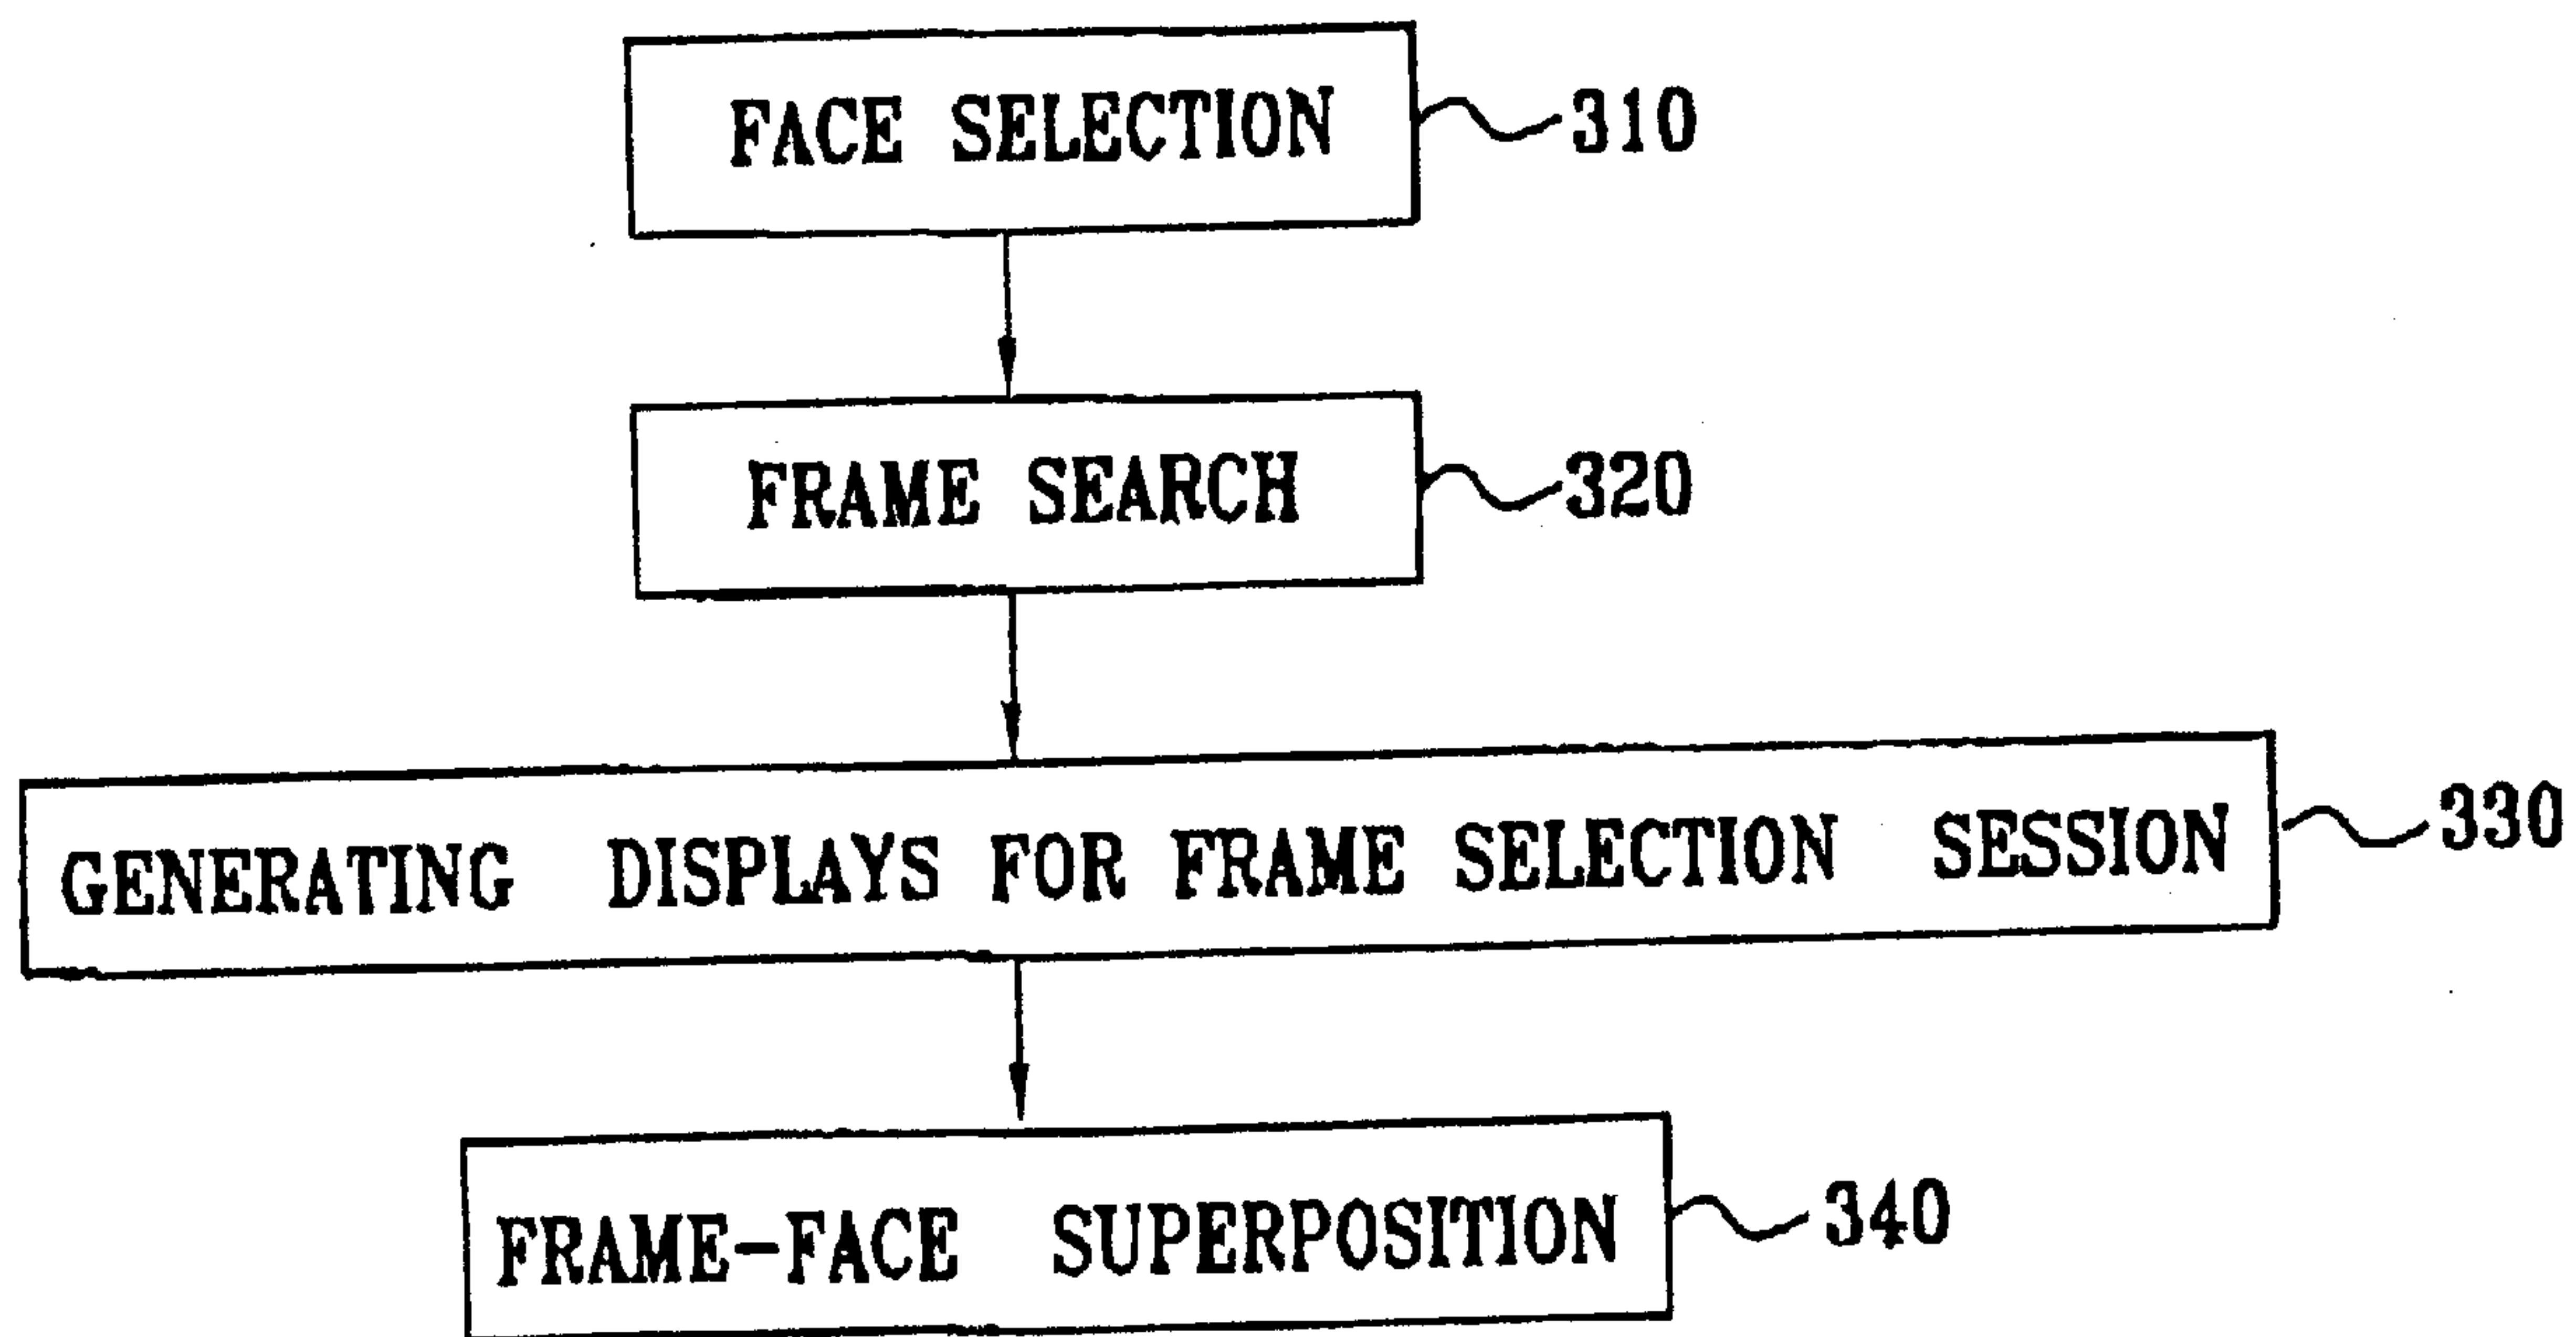 FACE SELECTION 310
FRAME SEARCH 320
GENERATING DISPLAYS FOR FRAME SELECTION SESSION 330
FRAME-FACE SUPERPOSITION 340